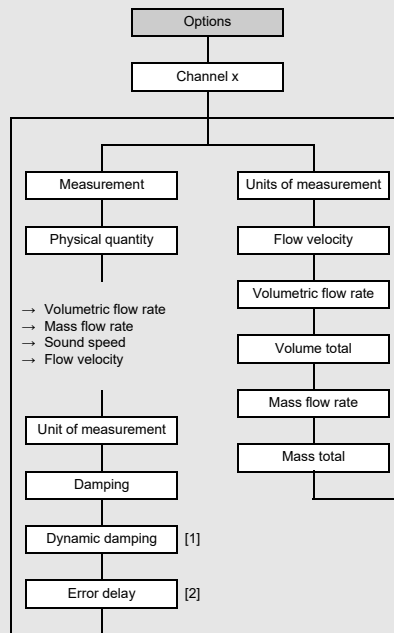 Options
Channel x
Measurement
Physical quantity
→ Volumetric flow rate
→ Mass flow rate
→ Sound speed
→ Flow velocity
Unit of measurement
Damping
Dynamic damping [1]
Error delay [2]
Units of measurement
Flow velocity
Volumetric flow rate
Volume total
Mass flow rate
Mass total